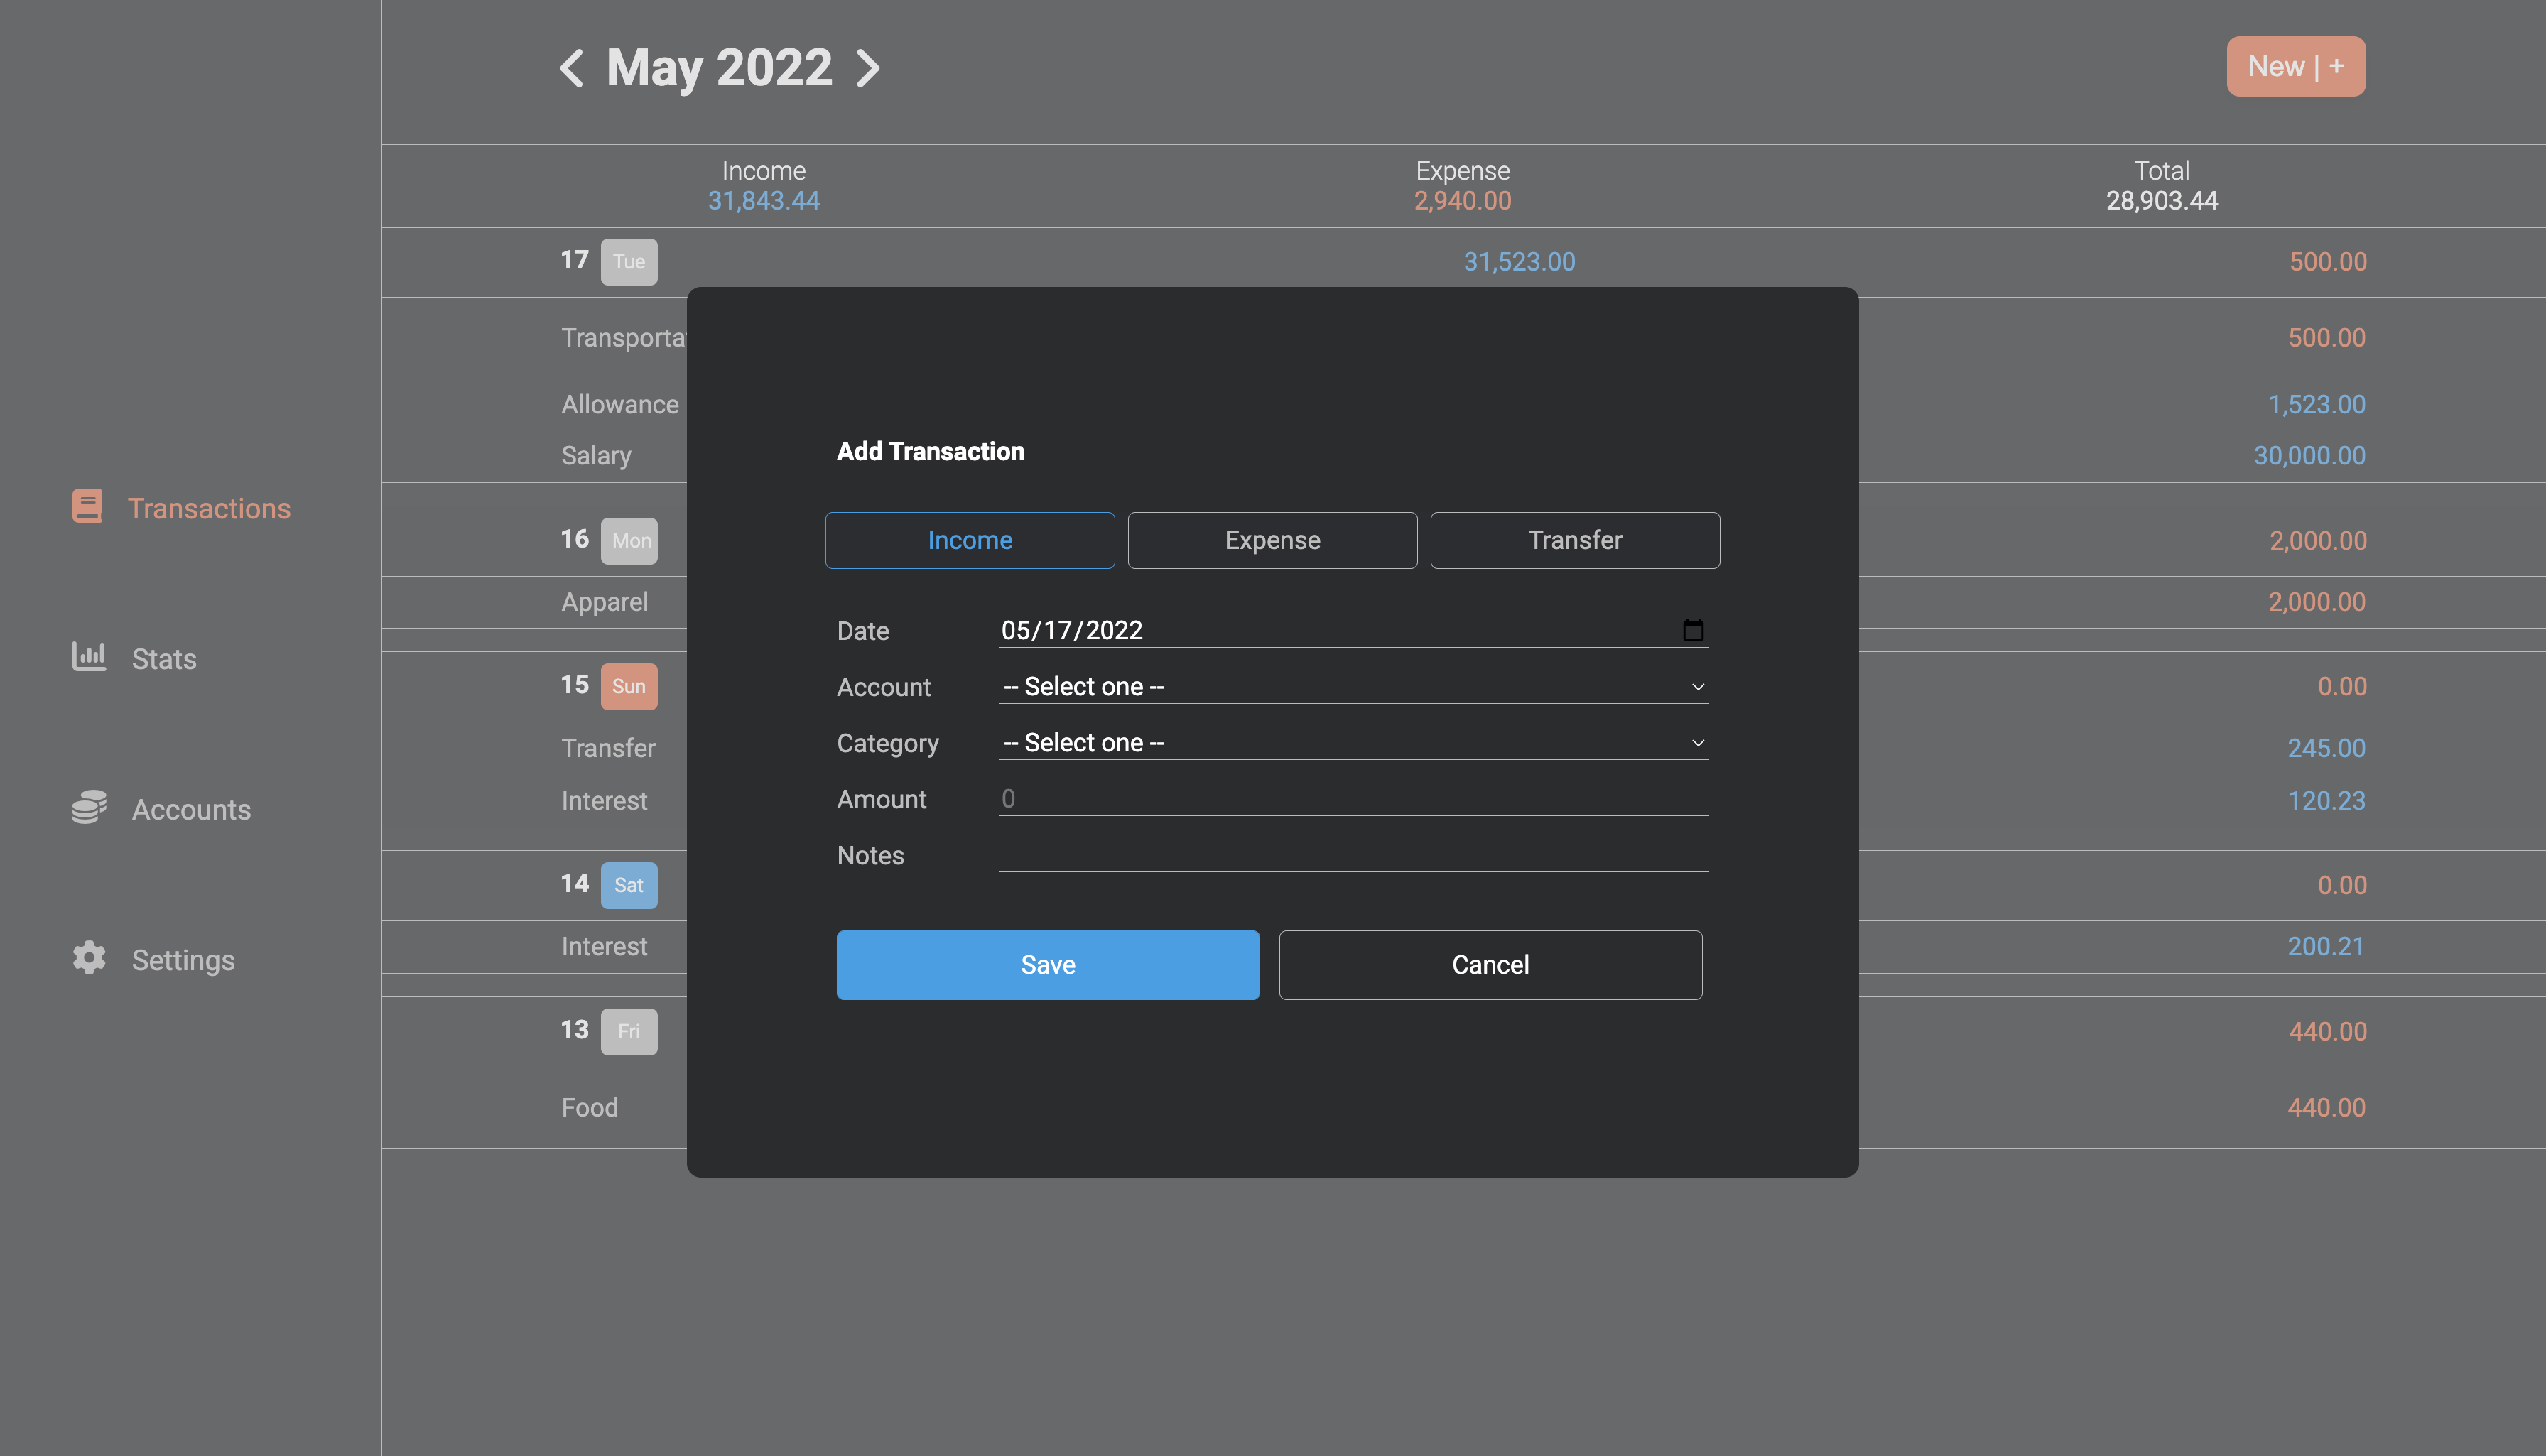 May 2022
New | +
Income
31,843.44
Expense
2,940.00
Total
28,903.44
17 Tue 31,523.00 500.00
500.00
Allowance 1,523.00
Salary 30,000.00
16 Mon 2,000.00
Apparel 2,000.00
15 Sun 0.00
Transfer 245.00
Interest 120.23
14 Sat 0.00
Interest 200.21
13 Fri 440.00
Food 440.00
Transactions
Stats
Accounts
Settings
Add Transaction
Income Expense Transfer
Date 05/17/2022
Account -- Select one --
Category -- Select one --
Amount 0
Notes
Save Cancel